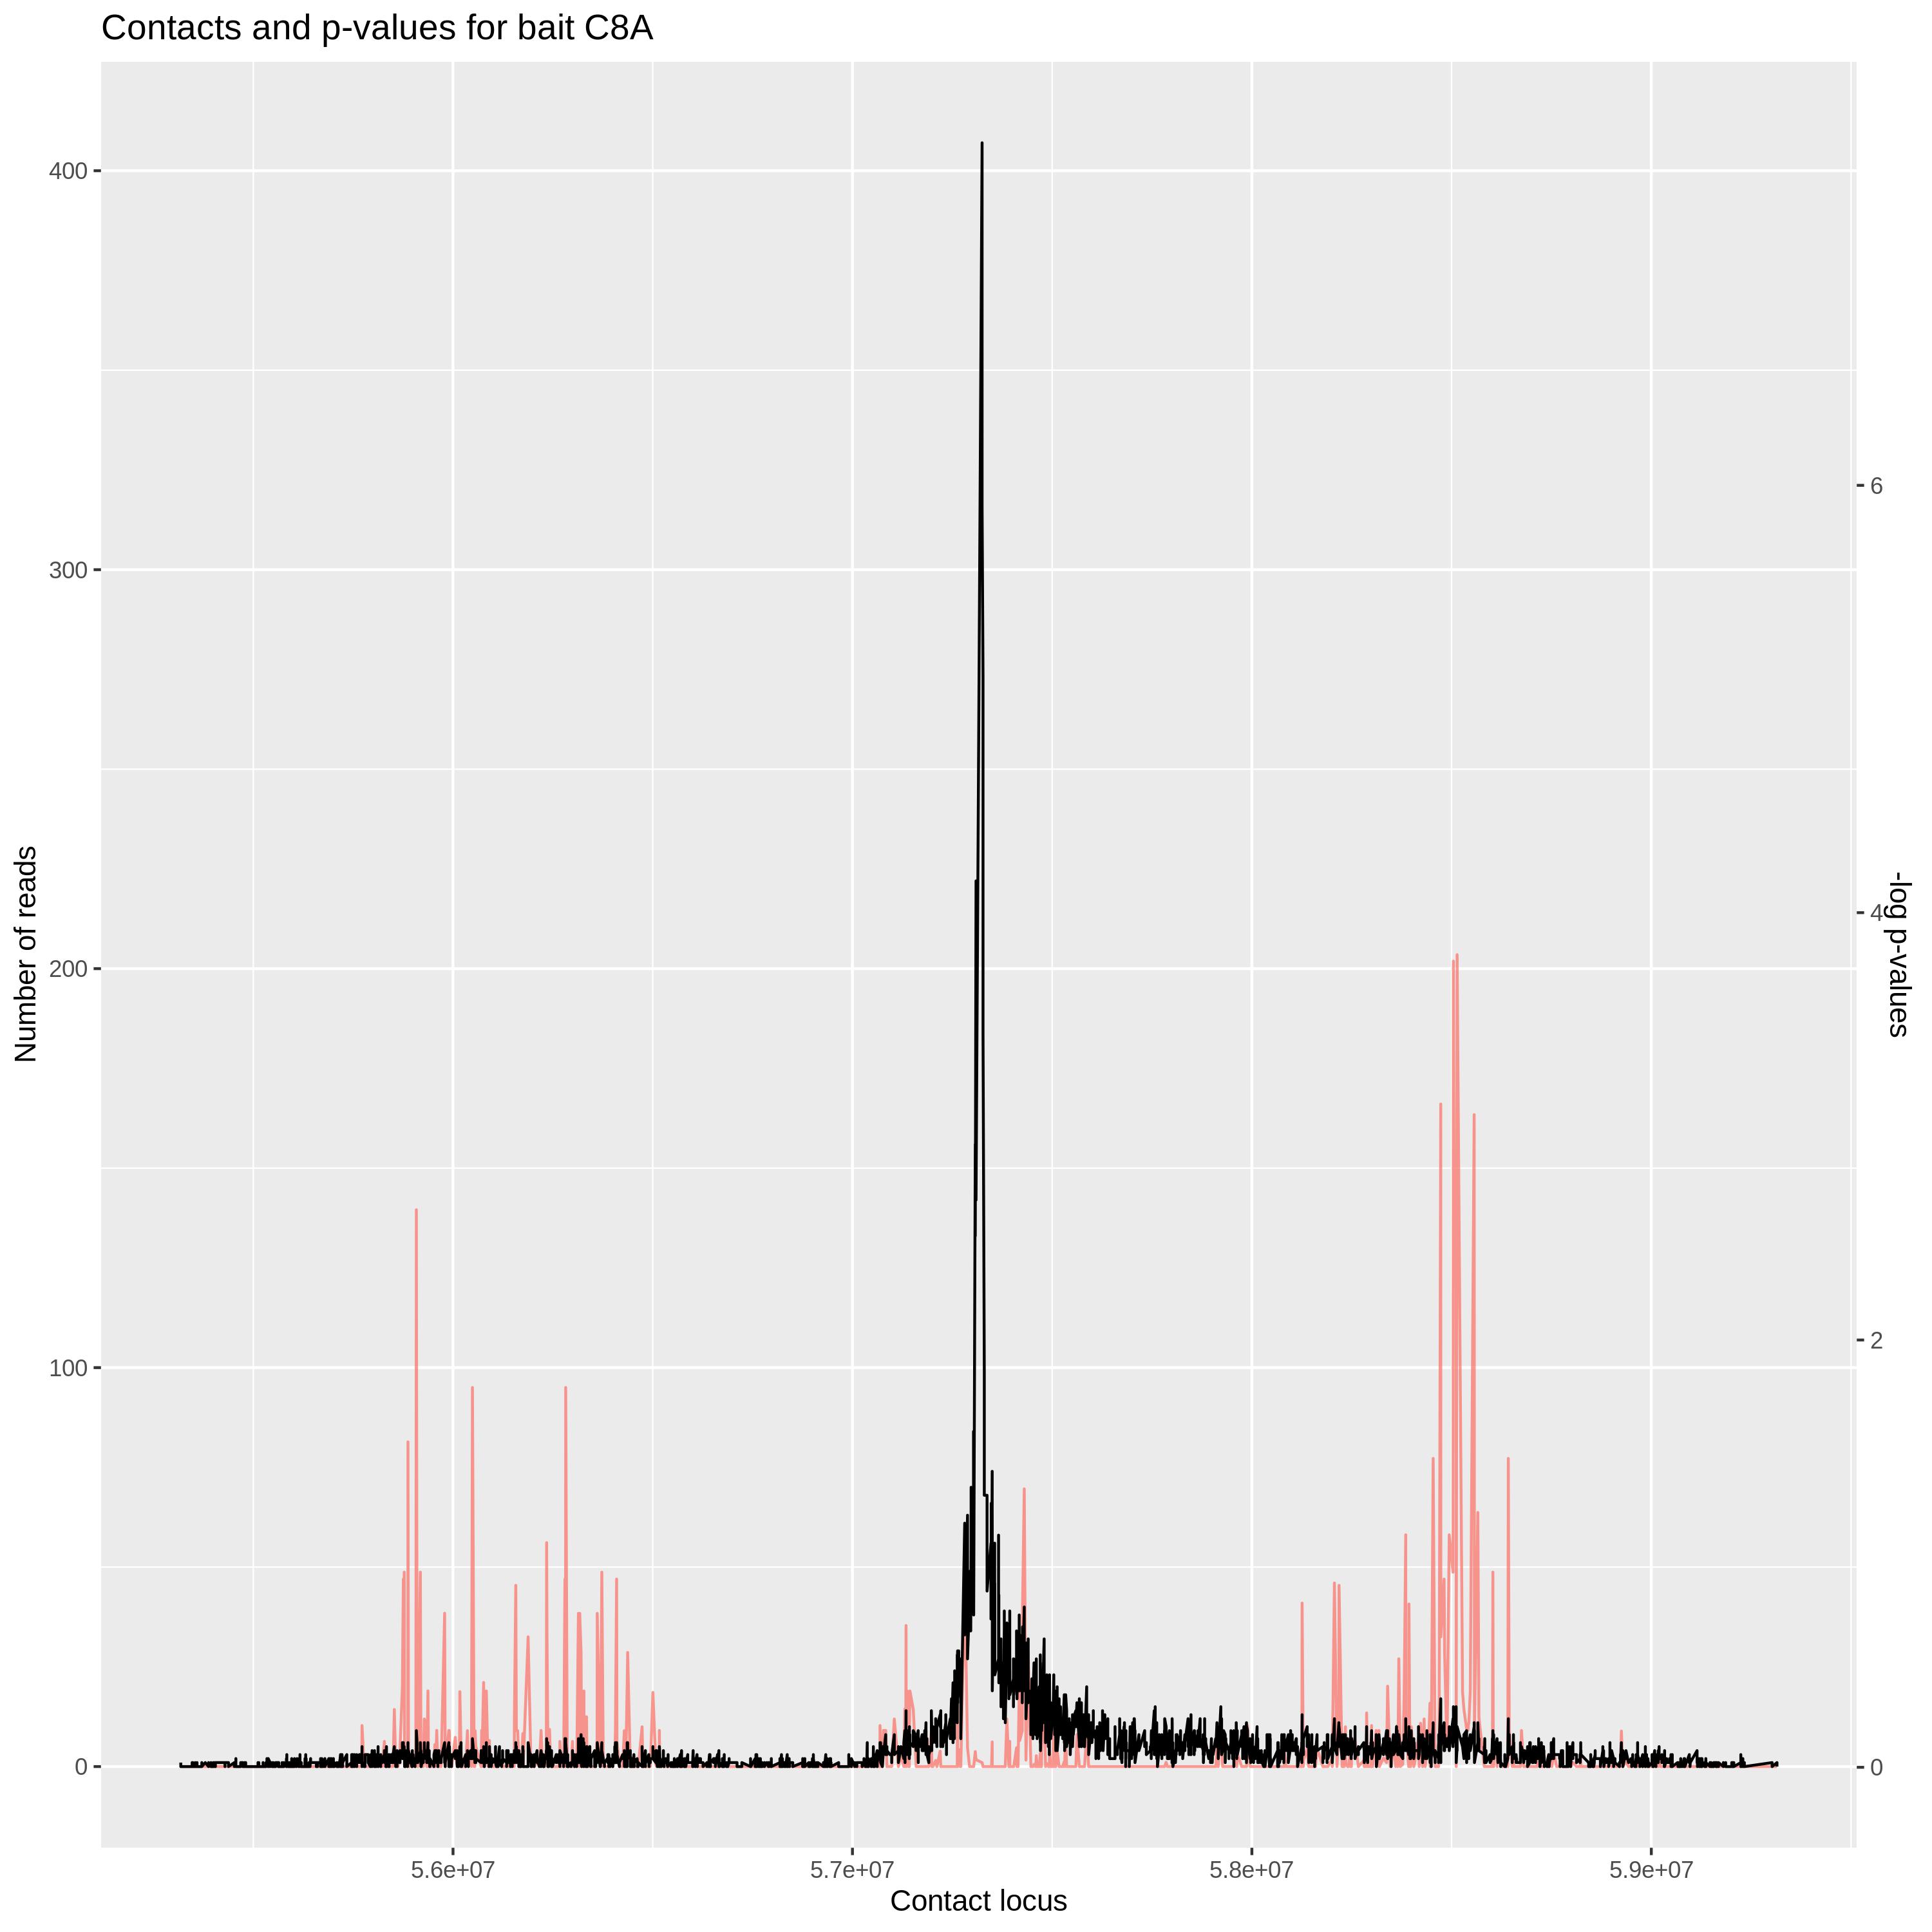 Contacts and p-values for bait C8A
400
300
200
100
0
Number of reads
6
4
2
0
-log p-values
5.6e+07 5.7e+07 5.8e+07 5.9e+07
Contact locus